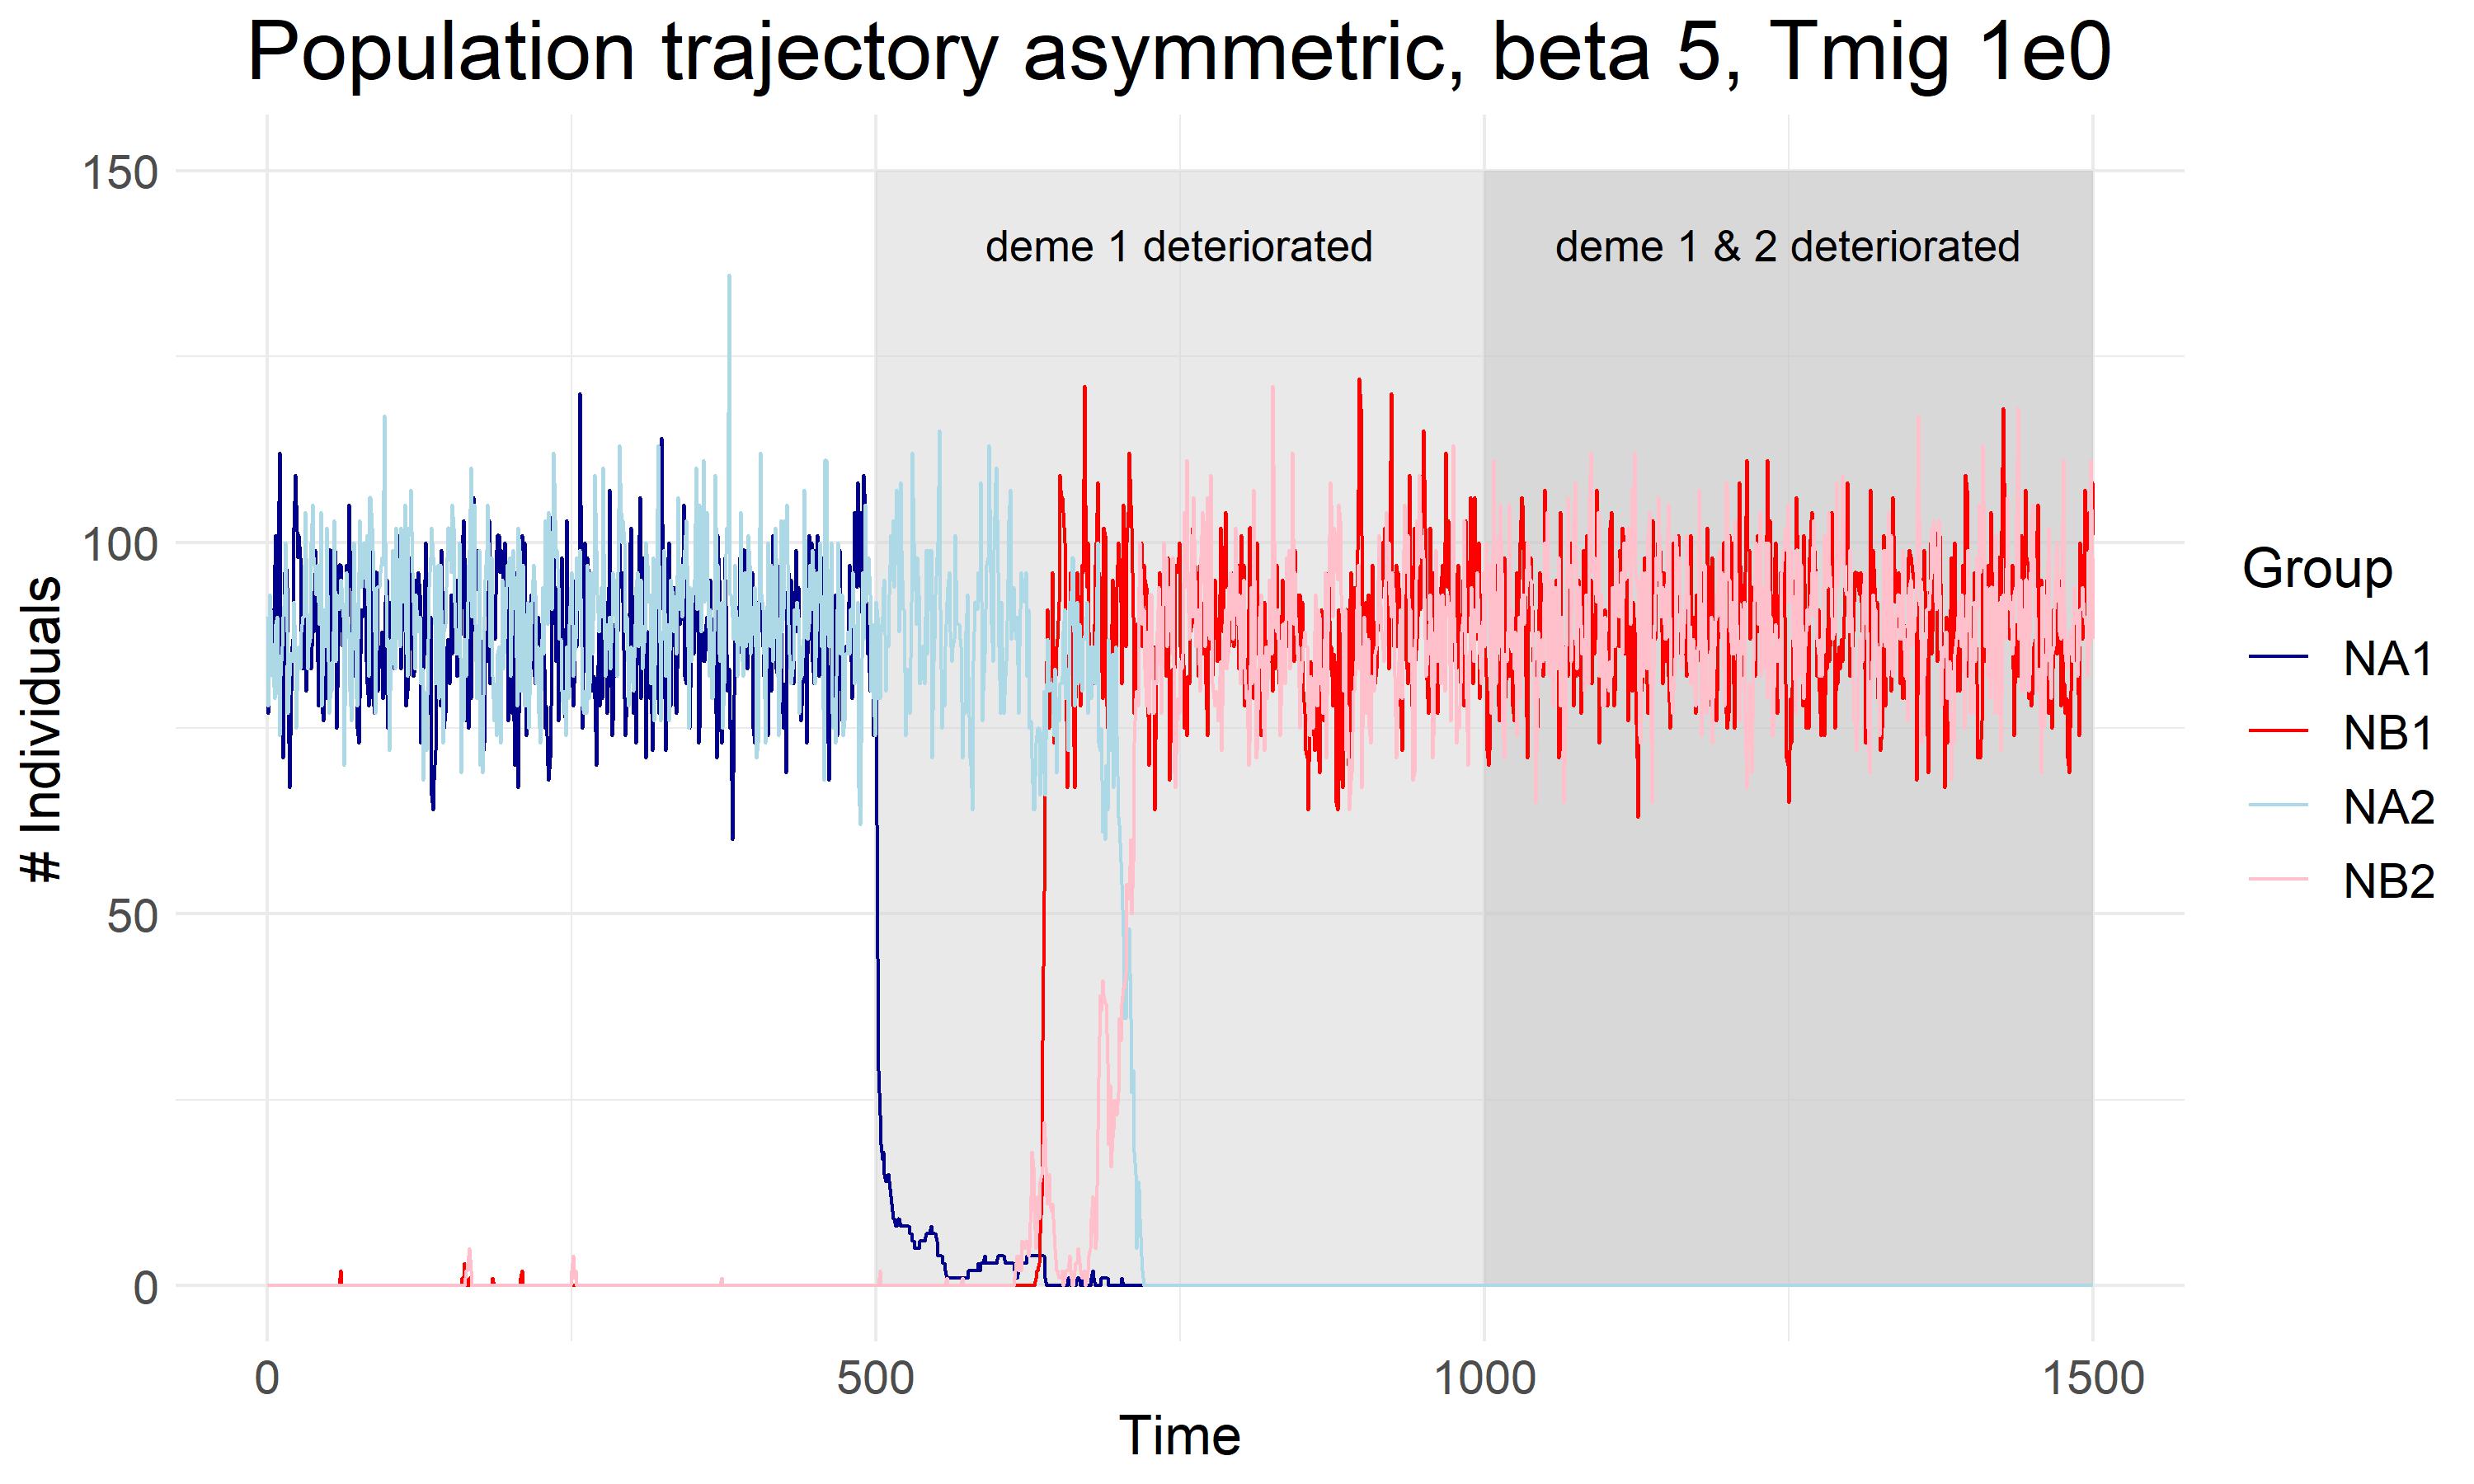 Population trajectory asymmetric, beta 5, Tmig 1e0
150
deme 1 deteriorated
deme 1 & 2 deteriorated
100
50
0
# Individuals
0
500
1000
1500
Time
Group
NA1
NB1
NA2
NB2